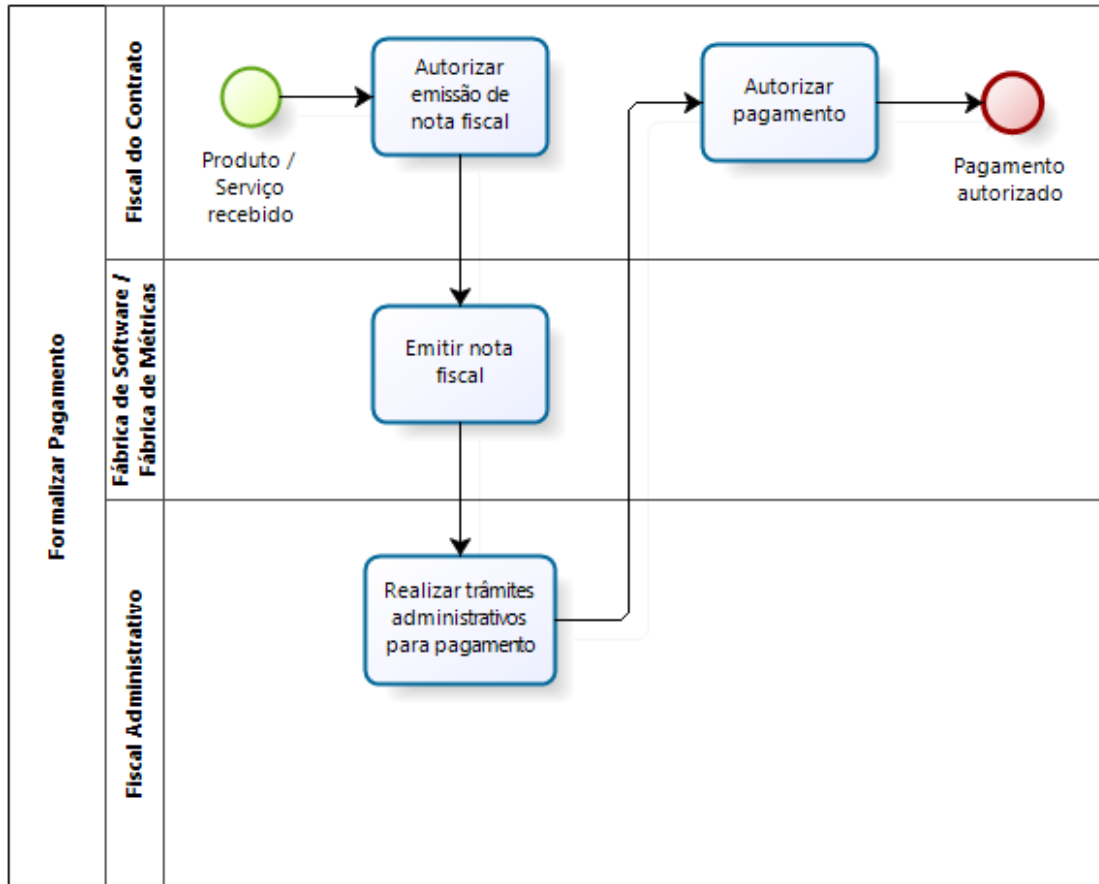 Formalizar Pagamento
Fiscal do Contrato
Produto /
Serviço
recebido
Autorizar
emissão de
nota fiscal
Autorizar
pagamento
Pagamento
autorizado
Fábrica de Software /
Fábrica de Métricas
Emitir nota
fiscal
Fiscal Administrativo
Realizar trâmites
administrativos
para pagamento